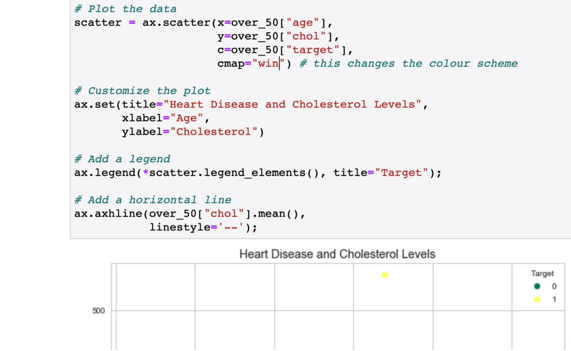 # Plot the data
scatter = ax.scatter(x=over_50["age"],
                     y=over_50["chol"],
                     c=over_50["target"],
                     cmap="win") # this changes the colour scheme
# Customize the plot
ax.set(title="Heart Disease and Cholesterol Levels",
       xlabel="Age",
       ylabel="Cholesterol")
# Add a legend
ax.legend(*scatter.legend_elements(), title="Target");
# Add a horizontal line
ax.axhline(over_50["chol"].mean(),
           linestyle='--');
Heart Disease and Cholesterol Levels
Target
0
1
500